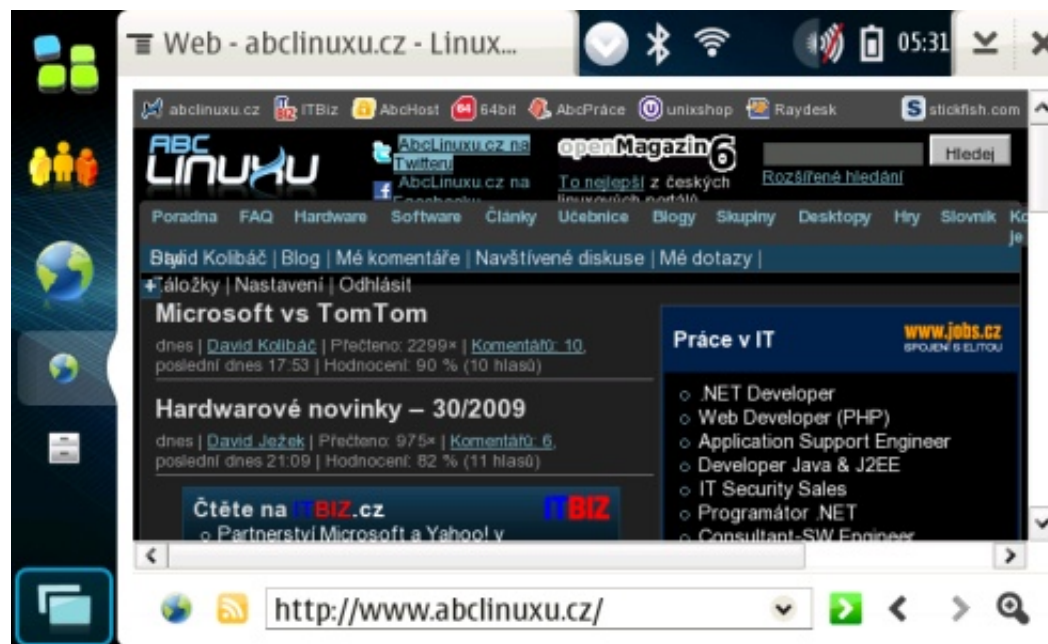 Web - abclinuxu.cz - Linux...
05:31
abclinuxu.cz ITBiz AbcHost 64 64bit AbcPráce unixshop Raydesk S stickfish.com
ABC LINUXU
AbcLinuxu.cz na
Twitteru
AbcLinuxu.cz na
openMagazin 6
To nejlepší z českých
Hledej
Rozšířené hledání
Poradna FAQ Hardware Software Články Učebnice Blogy Skupiny Desktopy Hry Slovník
David Kolibáč | Blog | Mé komentáře | Navštívené diskuse | Mé dotazy |
Záložky | Nastavení | Odhlásit
Microsoft vs TomTom
dnes | David Kolibáč | Přečteno: 2299× | Komentářů: 10,
poslední dnes 17:53 | Hodnocení: 90 % (10 hlasů)
Hardwarové novinky – 30/2009
dnes | David Ježek | Přečteno: 975× | Komentářů: 6,
poslední dnes 21:09 | Hodnocení: 82 % (11 hlasů)
Čtěte na ITBIZ.cz
ITBIZ
Partnerství Microsoft a Yahoo! v
Práce v IT
www.jobs.cz
SPOJENÍ S ELITOU
.NET Developer
Web Developer (PHP)
Application Support Engineer
Developer Java & J2EE
IT Security Sales
Programátor .NET
Consultant-SW Engineer
http://www.abclinuxu.cz/